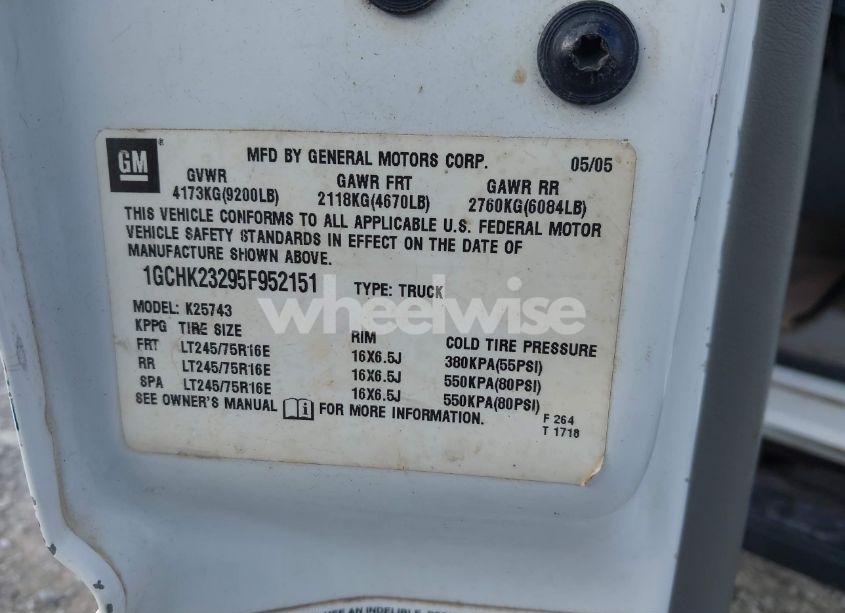 GM
MFD BY GENERAL MOTORS CORP. 05/05
GVWR GAWR FRT GAWR RR
4173KG(9200LB) 2118KG(4670LB) 2760KG(6084LB)
THIS VEHICLE CONFORMS TO ALL APPLICABLE U.S. FEDERAL MOTOR
VEHICLE SAFETY STANDARDS IN EFFECT ON THE DATE OF
MANUFACTURE SHOWN ABOVE.
1GCHK23295F952151 TYPE: TRUCK
wheelwise
MODEL: K25743
KPPG TIRE SIZE RIM COLD TIRE PRESSURE
FRT LT245/75R16E 16X6.5J 380KPA(55PSI)
RR LT245/75R16E 16X6.5J 550KPA(80PSI)
SPA LT245/75R16E 16X6.5J 550KPA(80PSI)
SEE OWNER'S MANUAL FOR MORE INFORMATION.
F 264
T 1718
USE AN INDELIBLE